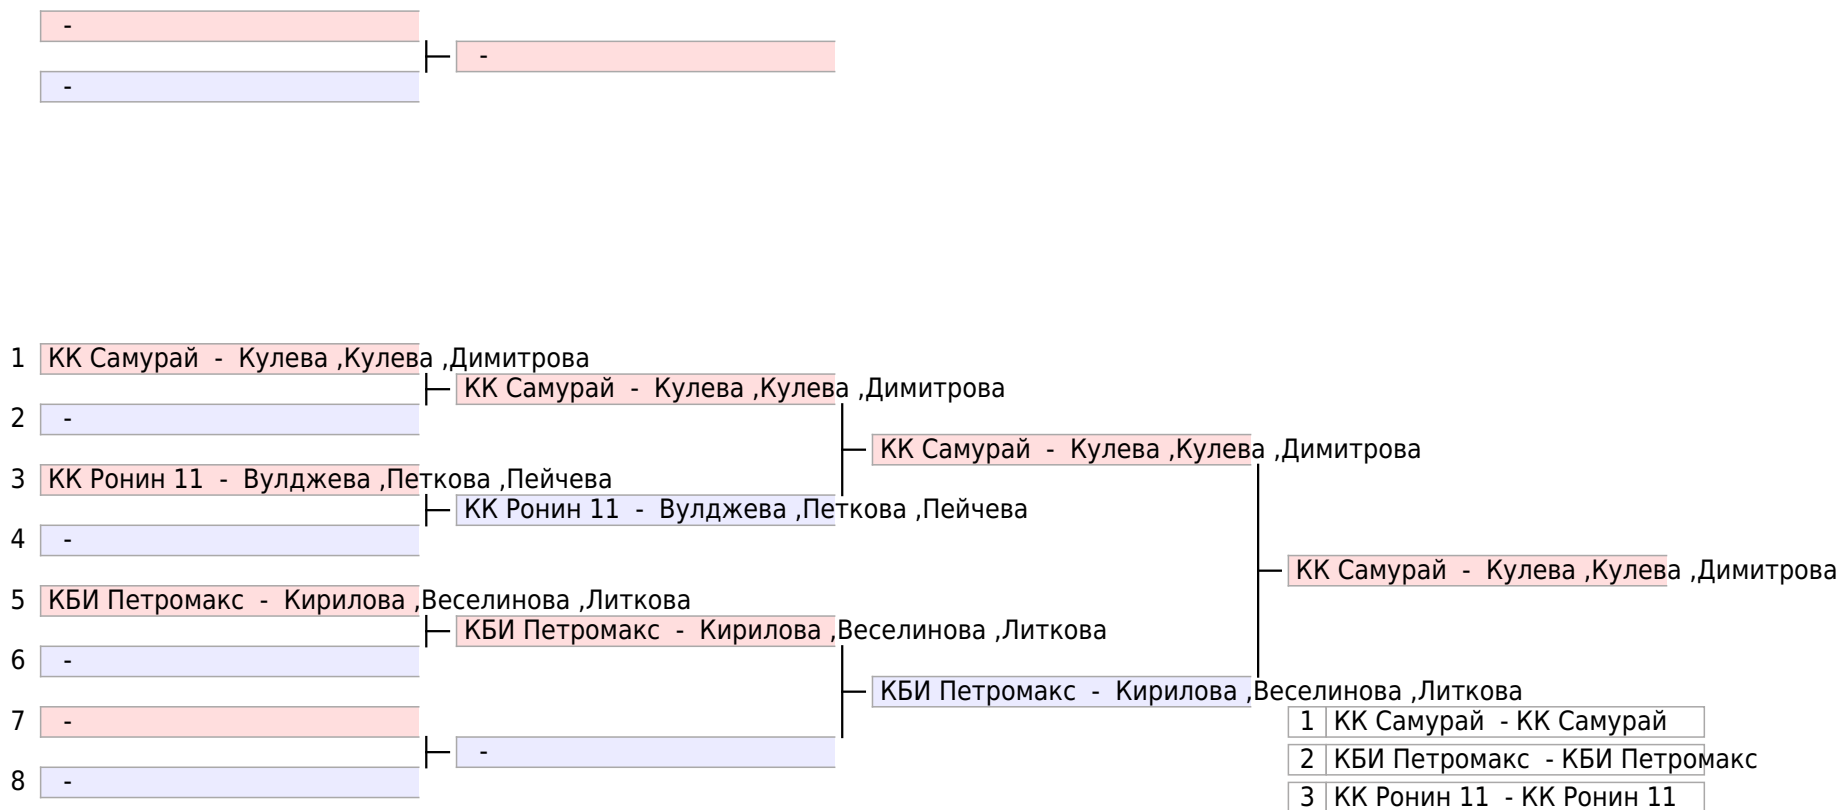 -
-
-
1 КК Самурай - Кулева ,Кулева ,Димитрова
КК Самурай - Кулева ,Кулева ,Димитрова
2 -
КК Самурай - Кулева ,Кулева ,Димитрова
3 КК Ронин 11 - Вулджева ,Петкова ,Пейчева
КК Ронин 11 - Вулджева ,Петкова ,Пейчева
4 -
КК Самурай - Кулева ,Кулева ,Димитрова
5 КБИ Петромакс - Кирилова ,Веселинова ,Литкова
КБИ Петромакс - Кирилова ,Веселинова ,Литкова
6 -
КБИ Петромакс - Кирилова ,Веселинова ,Литкова
7 -
-
8 -
1 КК Самурай - КК Самурай
2 КБИ Петромакс - КБИ Петромакс
3 КК Ронин 11 - КК Ронин 11